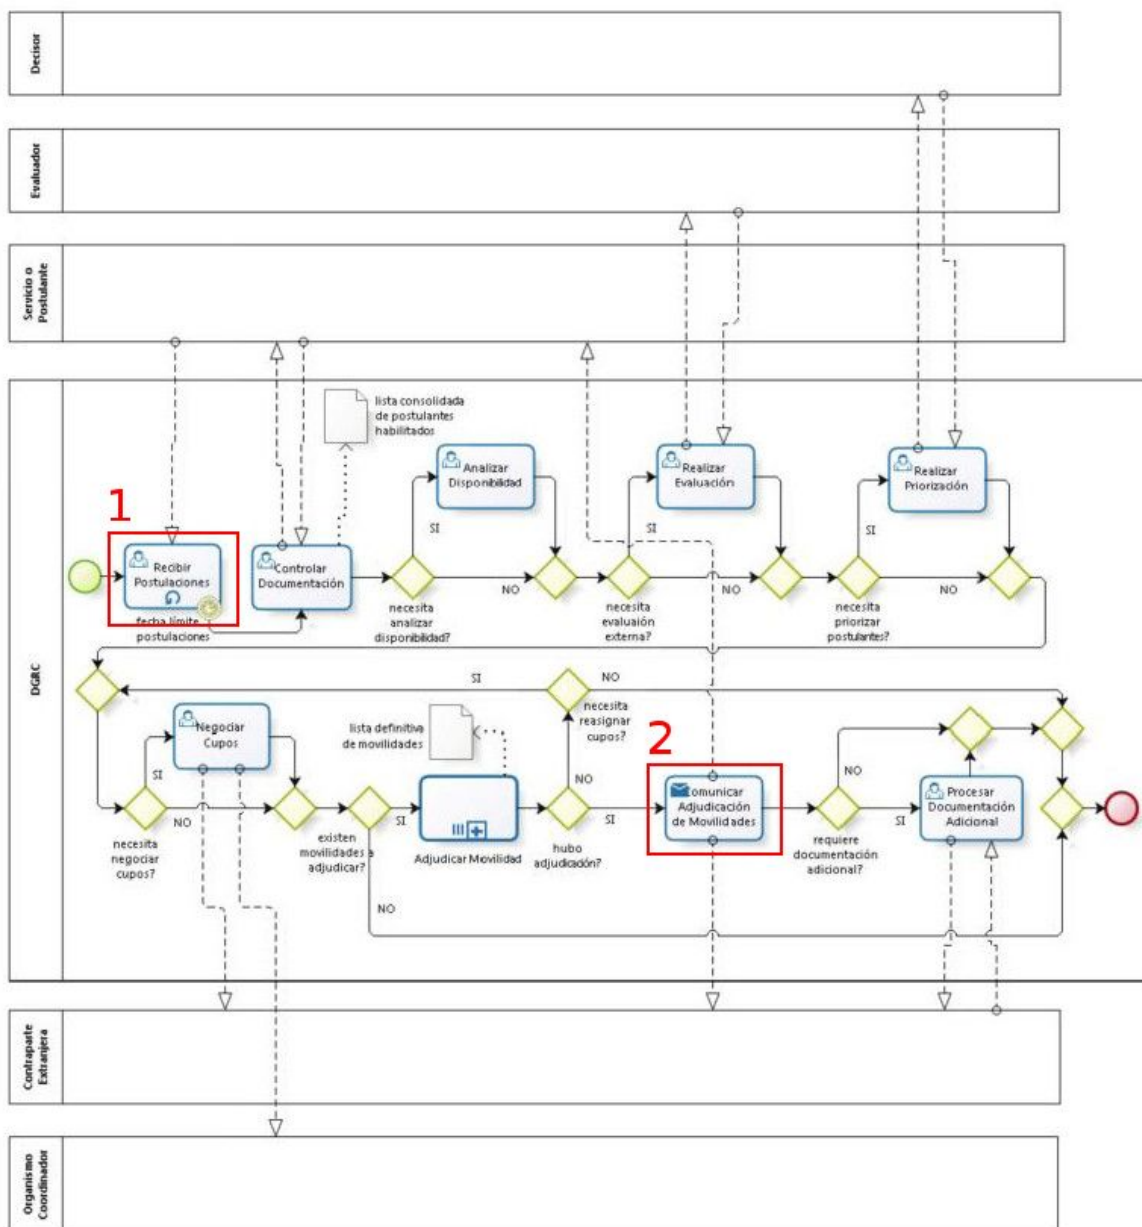 Decisor
Evaluador
Servicio o
Postulante
lista consolidada
de postulantes
habilitados
Analizar
Disponibilidad
Realizar
Evaluación
Realizar
Priorización
SI
SI
SI
1
Recibir
Postulaciones
fecha límite
postulaciones
Controlar
Documentación
NO
NO
NO
necesita
analizar
disponibilidad?
necesita
evaluaión
externa?
necesita
priorizar
postulantes?
DGRC
SI
NO
necesita
reasignar
cupos?
Negociar
Cupos
lista definitiva
de movilidades
2
SI
NO
NO
NO
Comunicar
Adjudicación
de Movilidades
Procesar
Documentación
Adicional
SI
SI
SI
necesita
negociar
cupos?
existen
movilidades a
adjudicar?
Adjudicar Movilidad
hubo
adjudicación?
requiere
documentación
adicional?
NO
Contraparte
Extranjera
Organismo
Coordinador